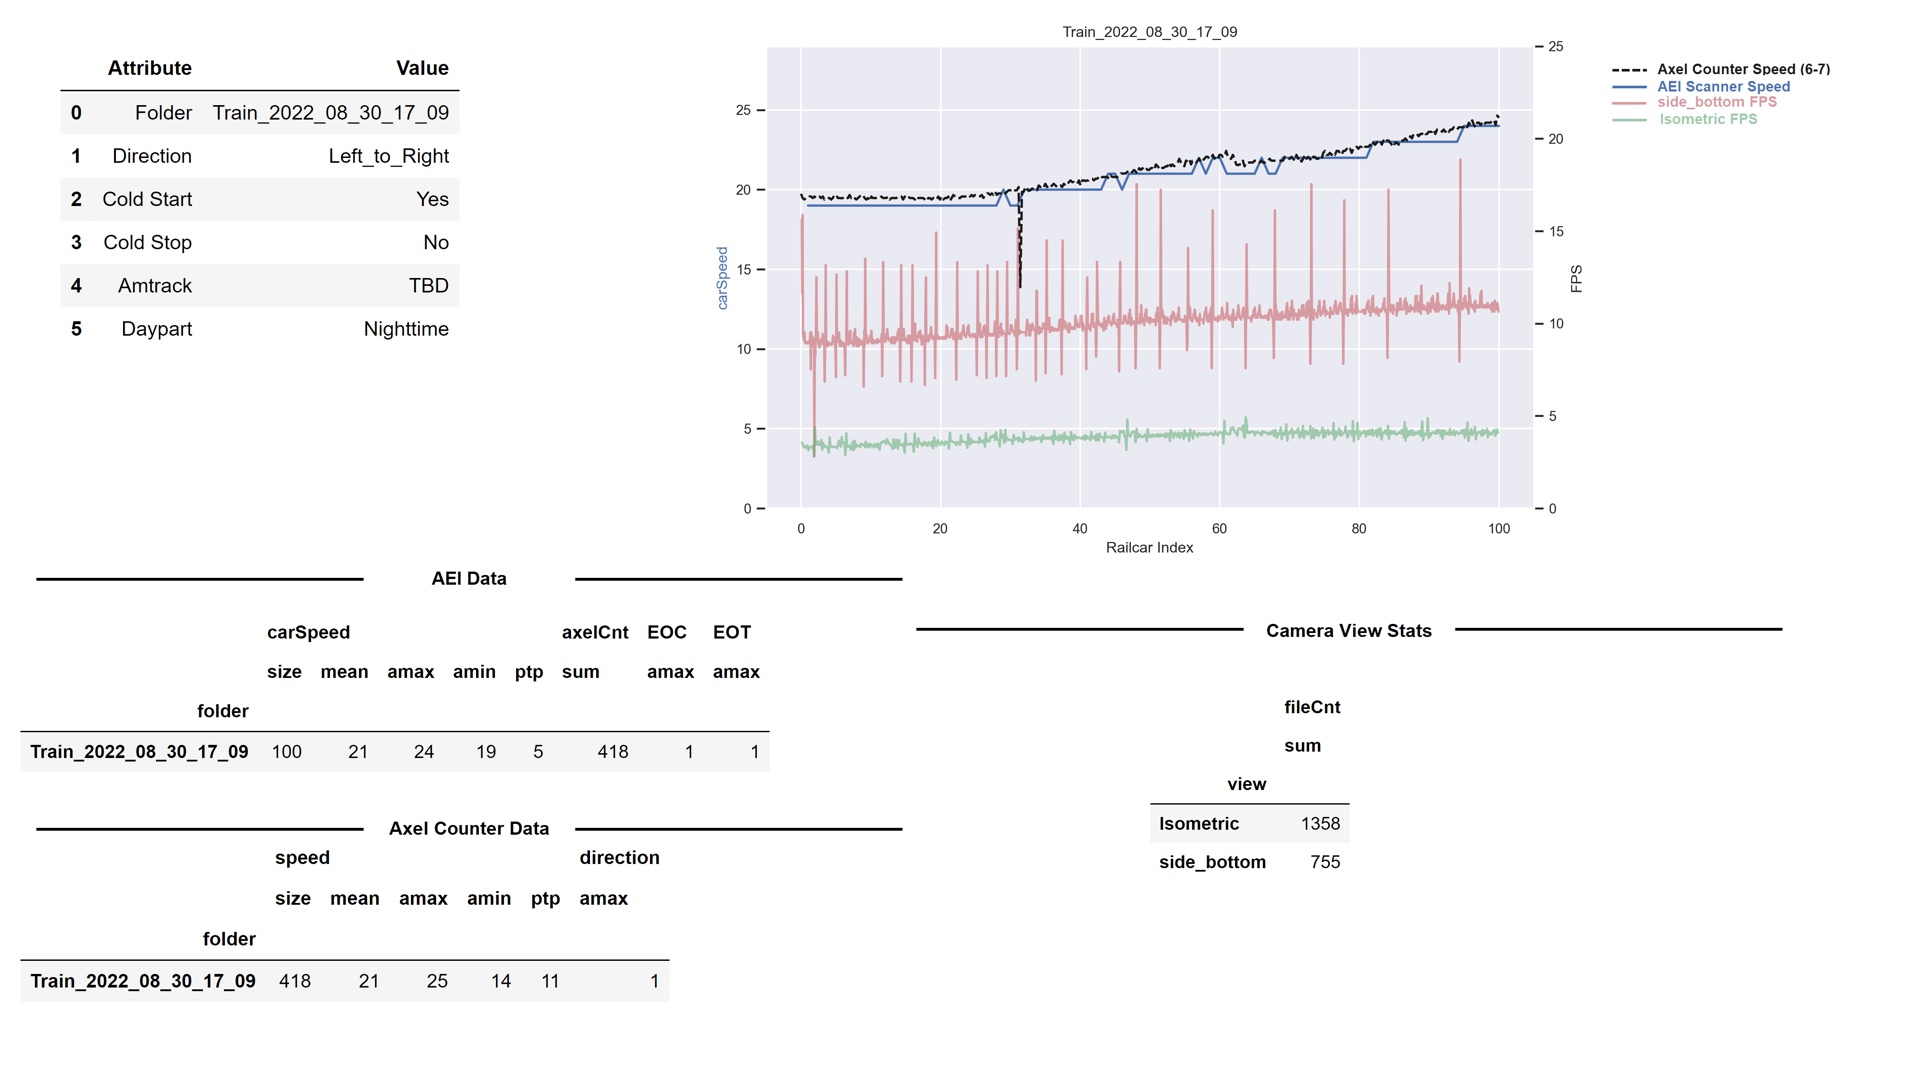 Attribute Value
0 Folder Train_2022_08_30_17_09
1 Direction Left_to_Right
2 Cold Start Yes
3 Cold Stop No
4 Amtrack TBD
5 Daypart Nighttime
Train_2022_08_30_17_09
25
20
15
10
5
0
carSpeed
0 20 40 60 80 100
Railcar Index
25
20
15
10
5
0
FPS
Axel Counter Speed (6-7)
AEI Scanner Speed
side_bottom FPS
Isometric FPS
AEI Data
carSpeed axelCnt EOC EOT
size mean amax amin ptp sum amax amax
folder
Train_2022_08_30_17_09 100 21 24 19 5 418 1 1
Axel Counter Data
speed direction
size mean amax amin ptp amax
folder
Train_2022_08_30_17_09 418 21 25 14 11 1
Camera View Stats
fileCnt
sum
view
Isometric 1358
side_bottom 755